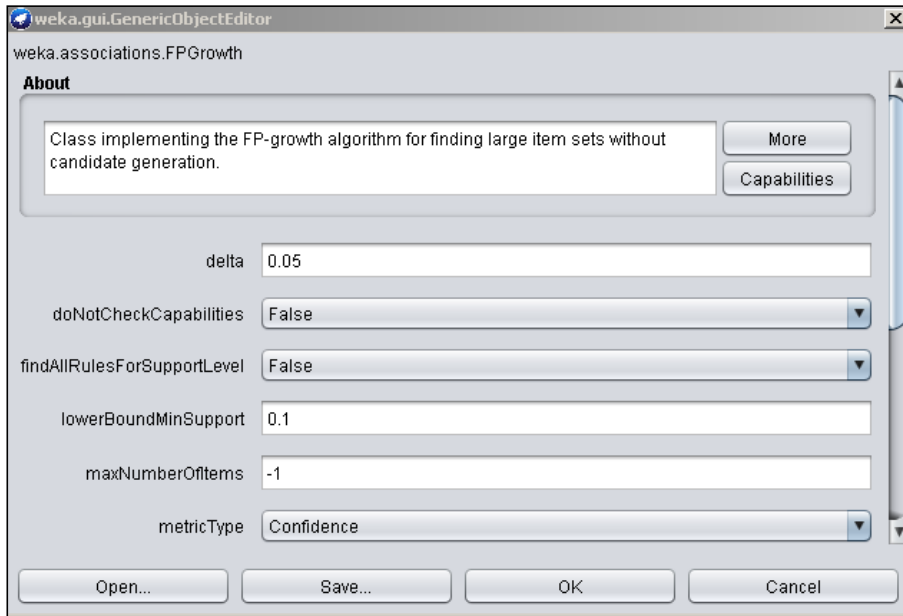 weka.gui.GenericObjectEditor
weka.associations.FPGrowth
About
Class implementing the FP-growth algorithm for finding large item sets without
candidate generation.
More
Capabilities
delta 0.05
doNotCheckCapabilities False
findAllRulesForSupportLevel False
lowerBoundMinSupport 0.1
maxNumberOfItems -1
metricType Confidence
Open... Save... OK Cancel